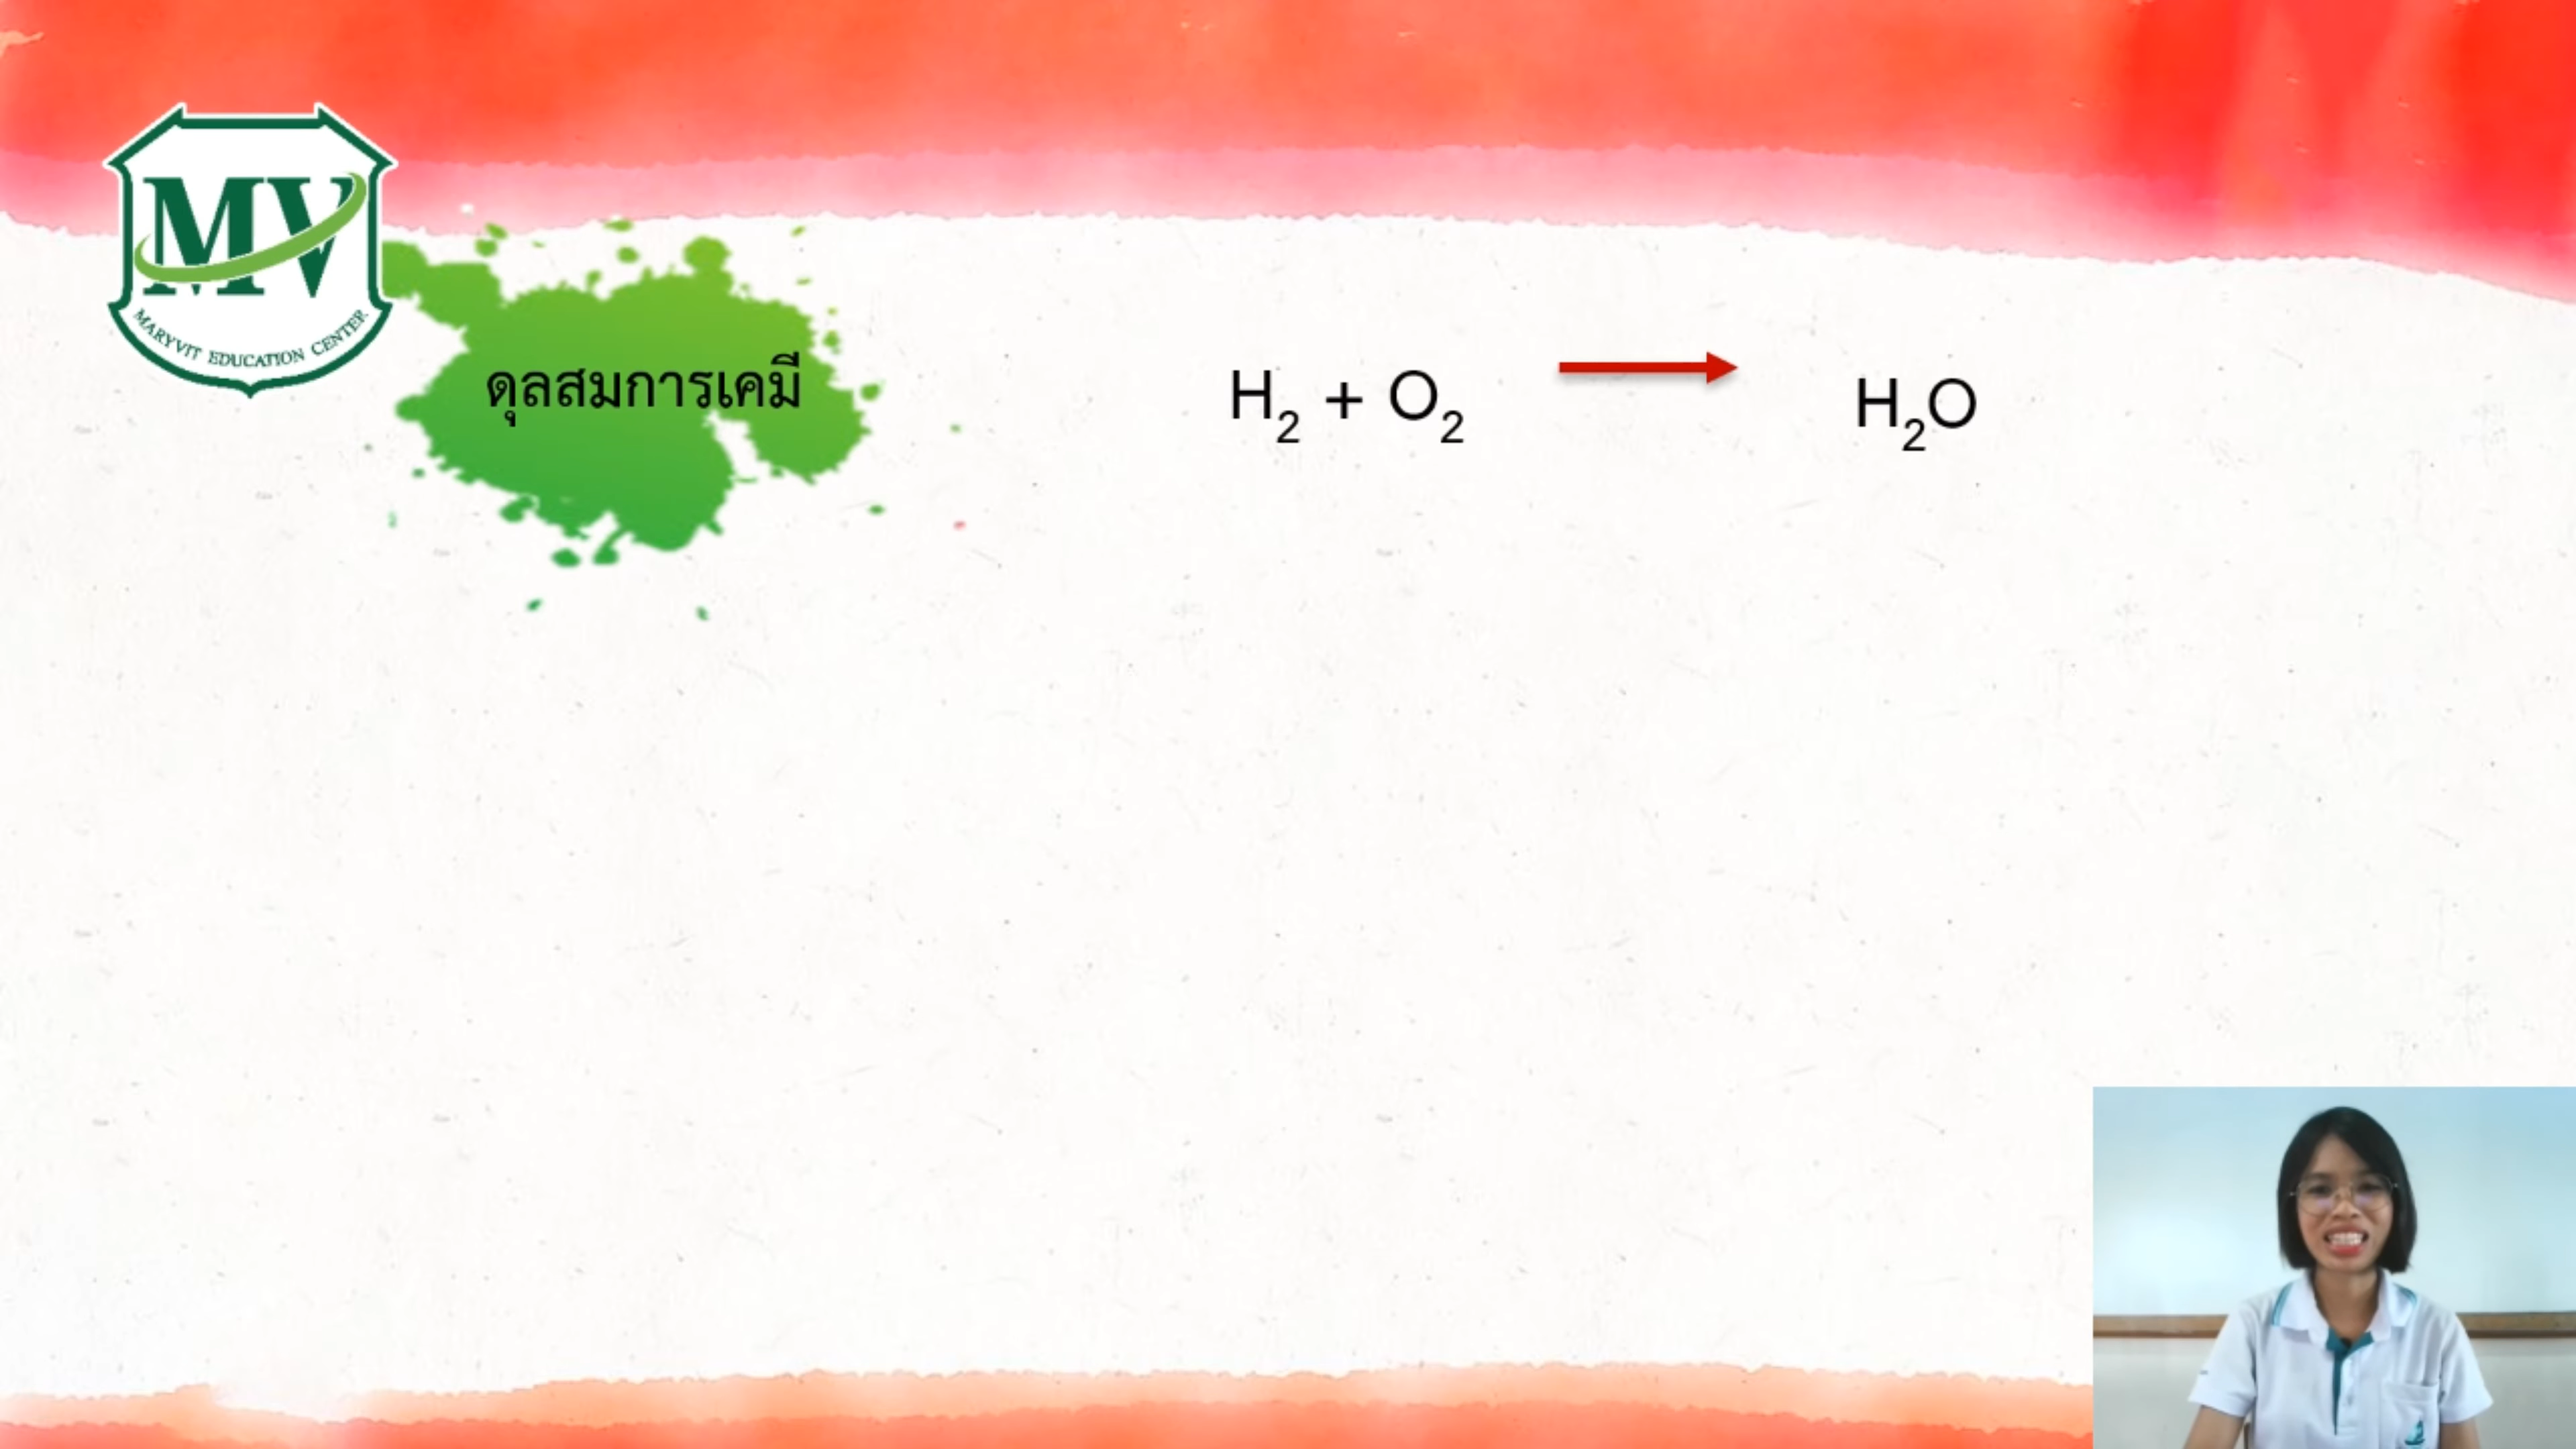 MV
MARYVIT EDUCATION CENTER
ดุลสมการเคมี
H₂ + O₂ → H₂O